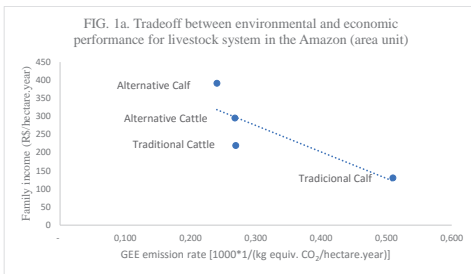 FIG. 1a. Tradeoff between environmental and economic
performance for livestock system in the Amazon (area unit)
Family income (R$/hectare.year)
450
400
350
300
250
200
150
100
50
0
Alternative Calf
Alternative Cattle
Traditional Cattle
Tradicional Calf
- 0,100 0,200 0,300 0,400 0,500 0,600
GEE emission rate [1000*1/(kg equiv. CO₂/hectare.year)]